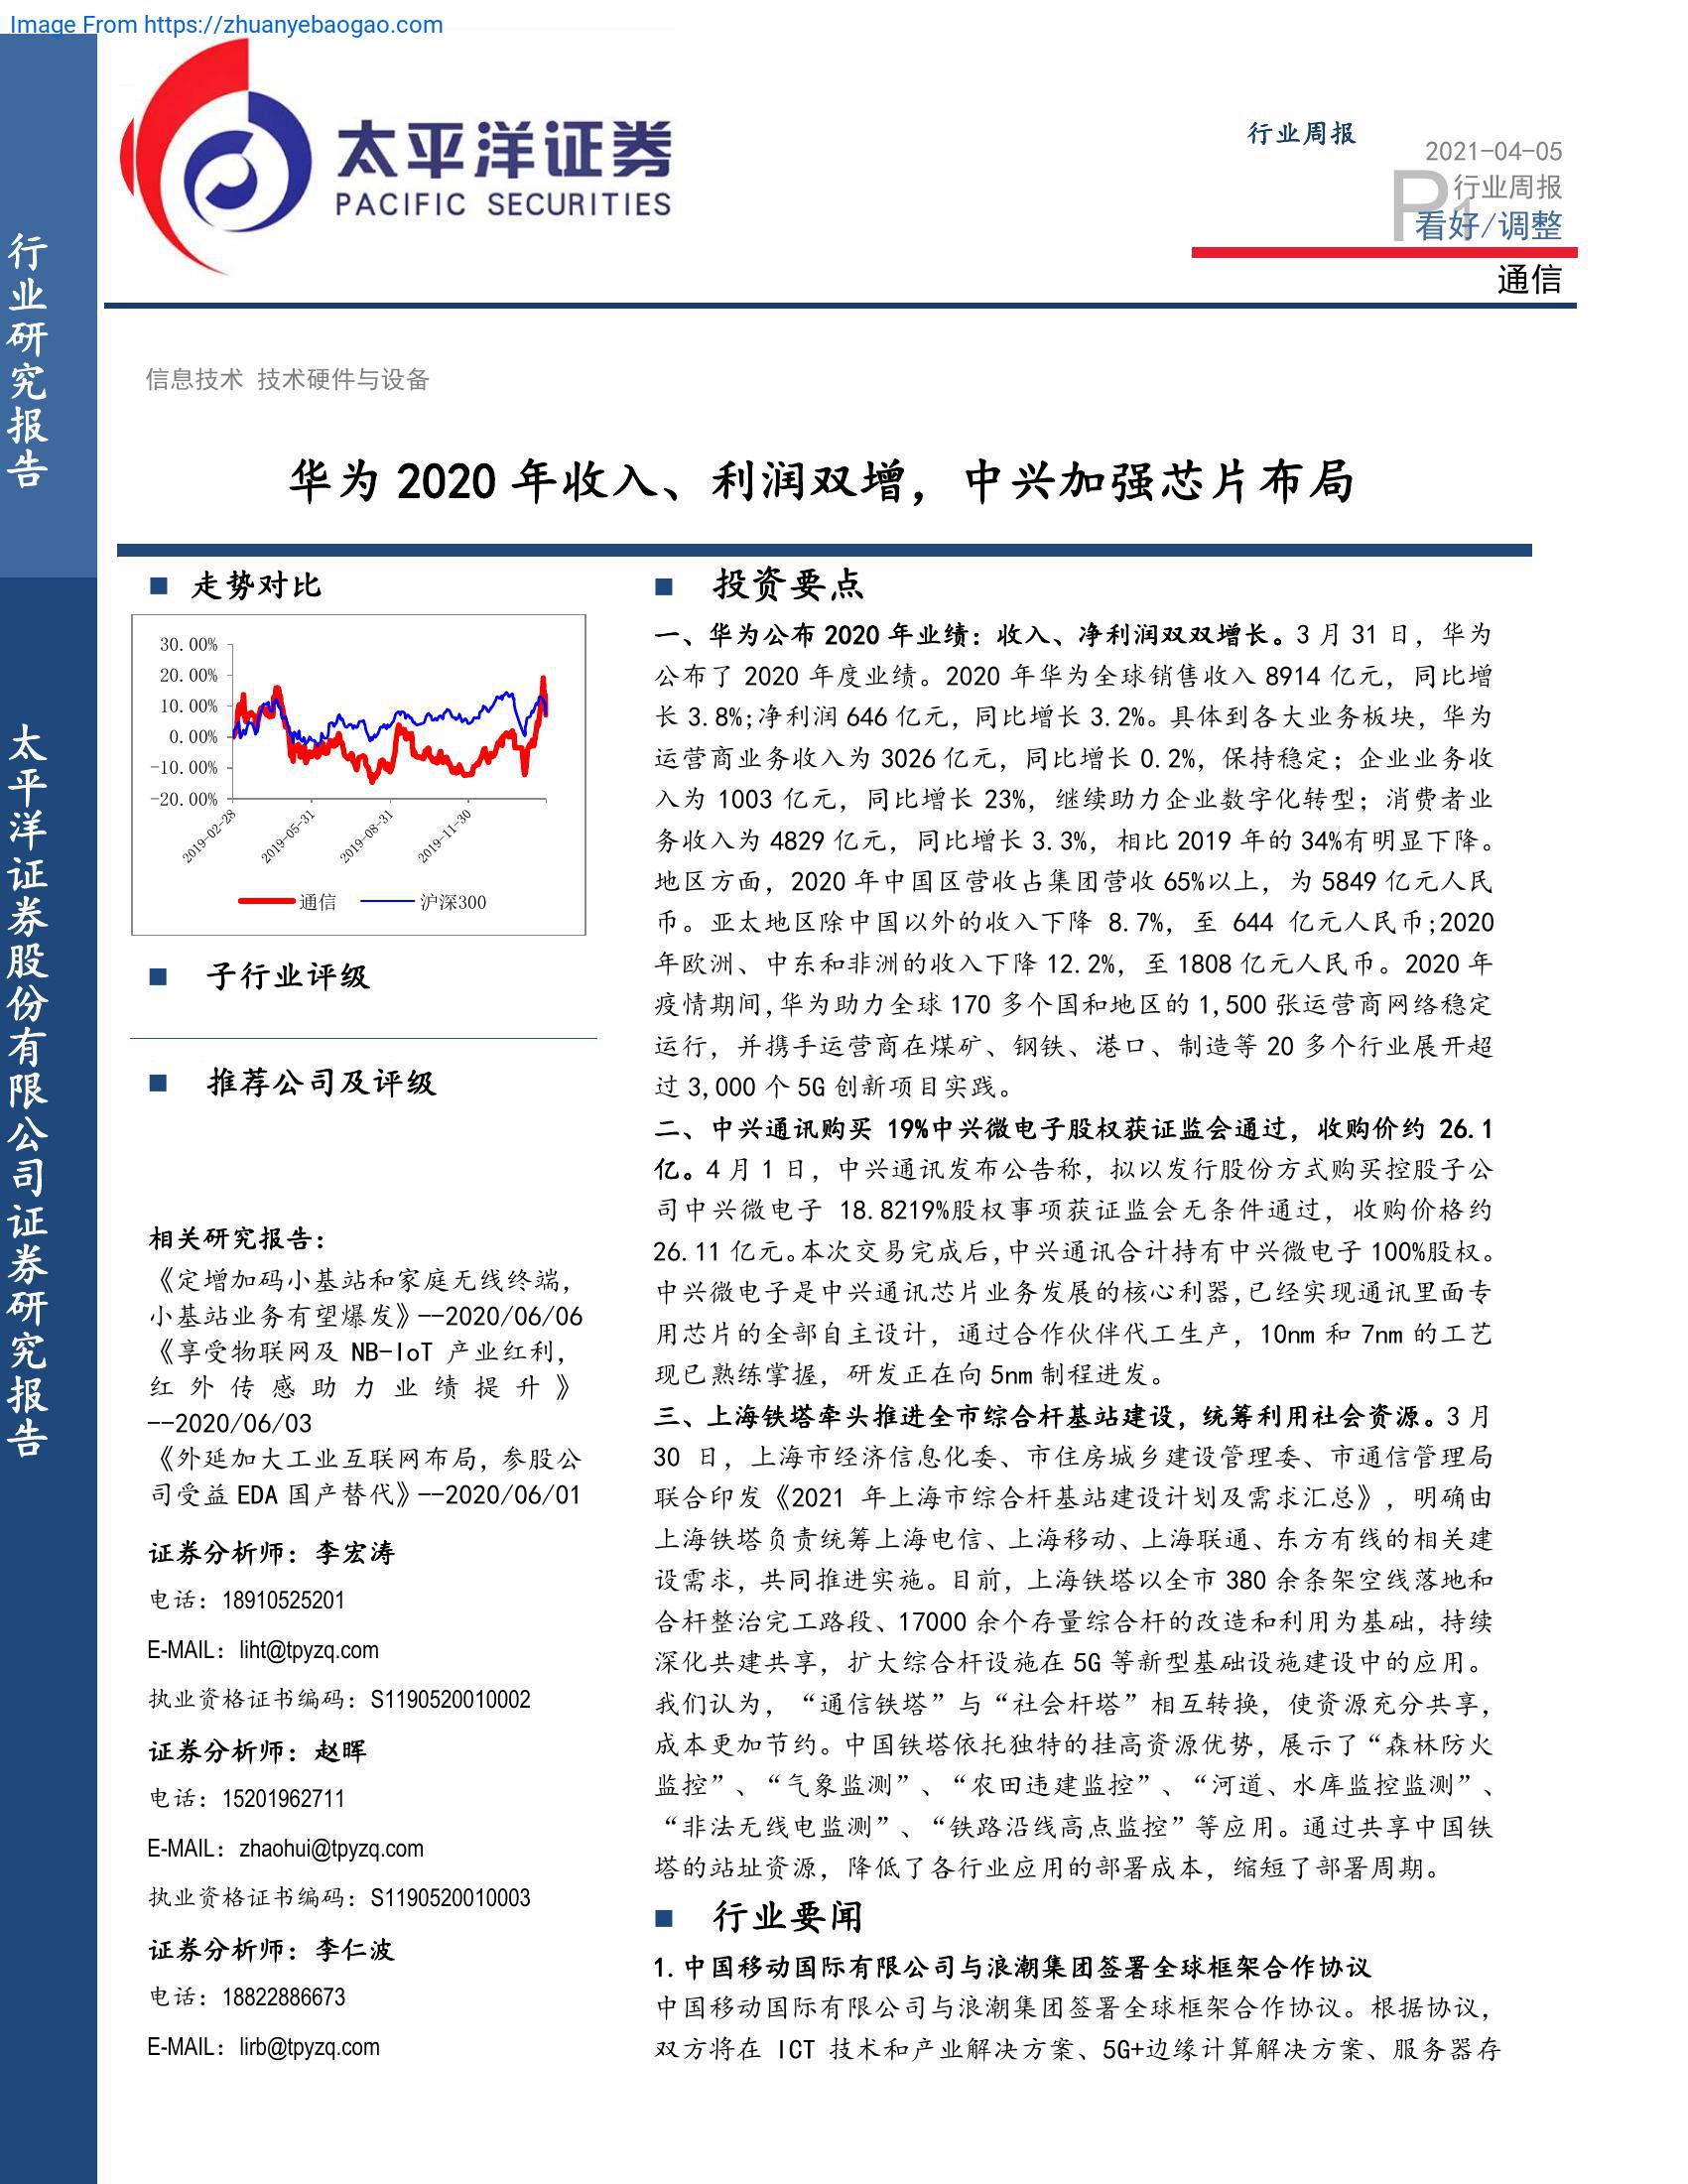 Image From https://zhuanyebaogao.com
行业研究报告
太平洋证券股份有限公司证券研究报告
太平洋证券
PACIFIC SECURITIES
行业周报
2021-04-05
行业周报
P1
看好/调整
通信
信息技术 技术硬件与设备
华为 2020 年收入、利润双增，中兴加强芯片布局
■ 走势对比
30.00%
20.00%
10.00%
0.00%
-10.00%
-20.00%
2019-02-28
2019-05-31
2019-08-31
2019-11-30
通信
沪深300
■ 子行业评级
■ 推荐公司及评级
相关研究报告：
《定增加码小基站和家庭无线终端，
小基站业务有望爆发》--2020/06/06
《享受物联网及 NB-IoT 产业红利，
红外传感助力业绩提升》
--2020/06/03
《外延加大工业互联网布局，参股公
司受益 EDA 国产替代》--2020/06/01
证券分析师：李宏涛
电话：18910525201
E-MAIL：liht@tpyzq.com
执业资格证书编码：S1190520010002
证券分析师：赵晖
电话：15201962711
E-MAIL：zhaohui@tpyzq.com
执业资格证书编码：S1190520010003
证券分析师：李仁波
电话：18822886673
E-MAIL：lirb@tpyzq.com
■ 投资要点
一、华为公布 2020 年业绩：收入、净利润双双增长。3 月 31 日，华为
公布了 2020 年度业绩。2020 年华为全球销售收入 8914 亿元，同比增
长 3.8%;净利润 646 亿元，同比增长 3.2%。具体到各大业务板块，华为
运营商业务收入为 3026 亿元，同比增长 0.2%，保持稳定；企业业务收
入为 1003 亿元，同比增长 23%，继续助力企业数字化转型；消费者业
务收入为 4829 亿元，同比增长 3.3%，相比 2019 年的 34%有明显下降。
地区方面，2020 年中国区营收占集团营收 65%以上，为 5849 亿元人民
币。亚太地区除中国以外的收入下降 8.7%，至 644 亿元人民币;2020
年欧洲、中东和非洲的收入下降 12.2%，至 1808 亿元人民币。2020 年
疫情期间,华为助力全球 170 多个国和地区的 1,500 张运营商网络稳定
运行，并携手运营商在煤矿、钢铁、港口、制造等 20 多个行业展开超
过 3,000 个 5G 创新项目实践。
二、中兴通讯购买 19%中兴微电子股权获证监会通过，收购价约 26.1
亿。4 月 1 日，中兴通讯发布公告称，拟以发行股份方式购买控股子公
司中兴微电子 18.8219%股权事项获证监会无条件通过，收购价格约
26.11 亿元。本次交易完成后,中兴通讯合计持有中兴微电子 100%股权。
中兴微电子是中兴通讯芯片业务发展的核心利器,已经实现通讯里面专
用芯片的全部自主设计，通过合作伙伴代工生产，10nm 和 7nm 的工艺
现已熟练掌握，研发正在向 5nm 制程进发。
三、上海铁塔牵头推进全市综合杆基站建设，统筹利用社会资源。3 月
30 日，上海市经济信息化委、市住房城乡建设管理委、市通信管理局
联合印发《2021 年上海市综合杆基站建设计划及需求汇总》，明确由
上海铁塔负责统筹上海电信、上海移动、上海联通、东方有线的相关建
设需求，共同推进实施。目前，上海铁塔以全市 380 余条架空线落地和
合杆整治完工路段、17000 余个存量综合杆的改造和利用为基础，持续
深化共建共享，扩大综合杆设施在 5G 等新型基础设施建设中的应用。
我们认为，“通信铁塔”与“社会杆塔”相互转换，使资源充分共享，
成本更加节约。中国铁塔依托独特的挂高资源优势，展示了“森林防火
监控”、“气象监测”、“农田违建监控”、“河道、水库监控监测”、
“非法无线电监测”、“铁路沿线高点监控”等应用。通过共享中国铁
塔的站址资源，降低了各行业应用的部署成本，缩短了部署周期。
■ 行业要闻
1.中国移动国际有限公司与浪潮集团签署全球框架合作协议
中国移动国际有限公司与浪潮集团签署全球框架合作协议。根据协议，
双方将在 ICT 技术和产业解决方案、5G+边缘计算解决方案、服务器存